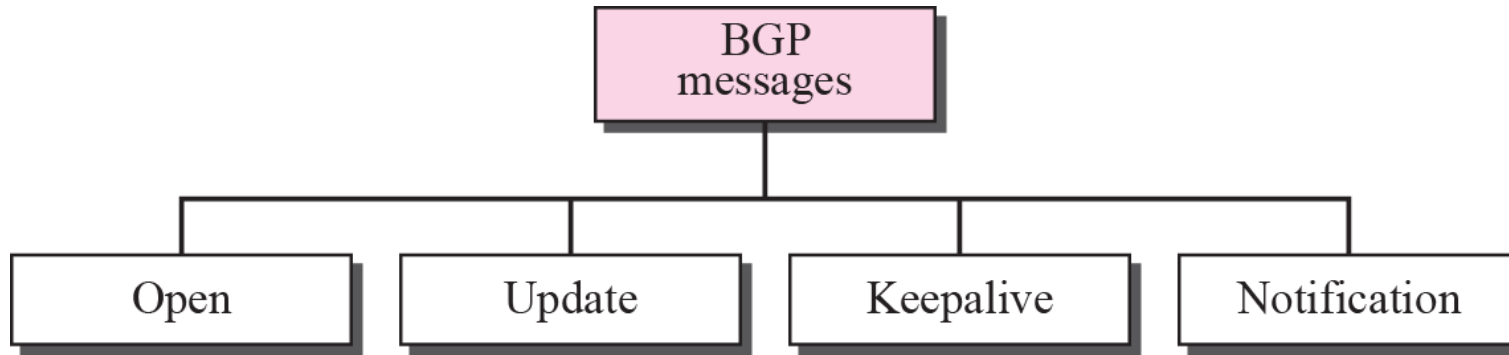 BGP
messages
Open
Update
Keepalive
Notification